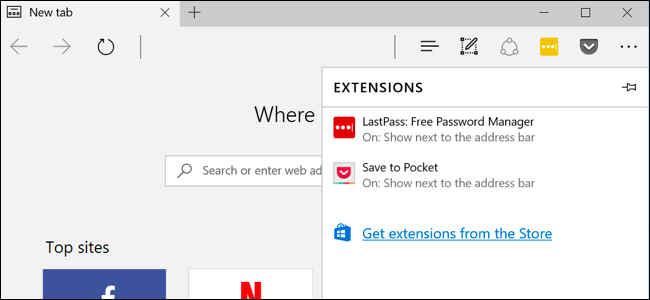 New tab
Where
Search or enter web ad
Top sites
f
N
EXTENSIONS
LastPass: Free Password Manager
On: Show next to the address bar
Save to Pocket
On: Show next to the address bar
Get extensions from the Store